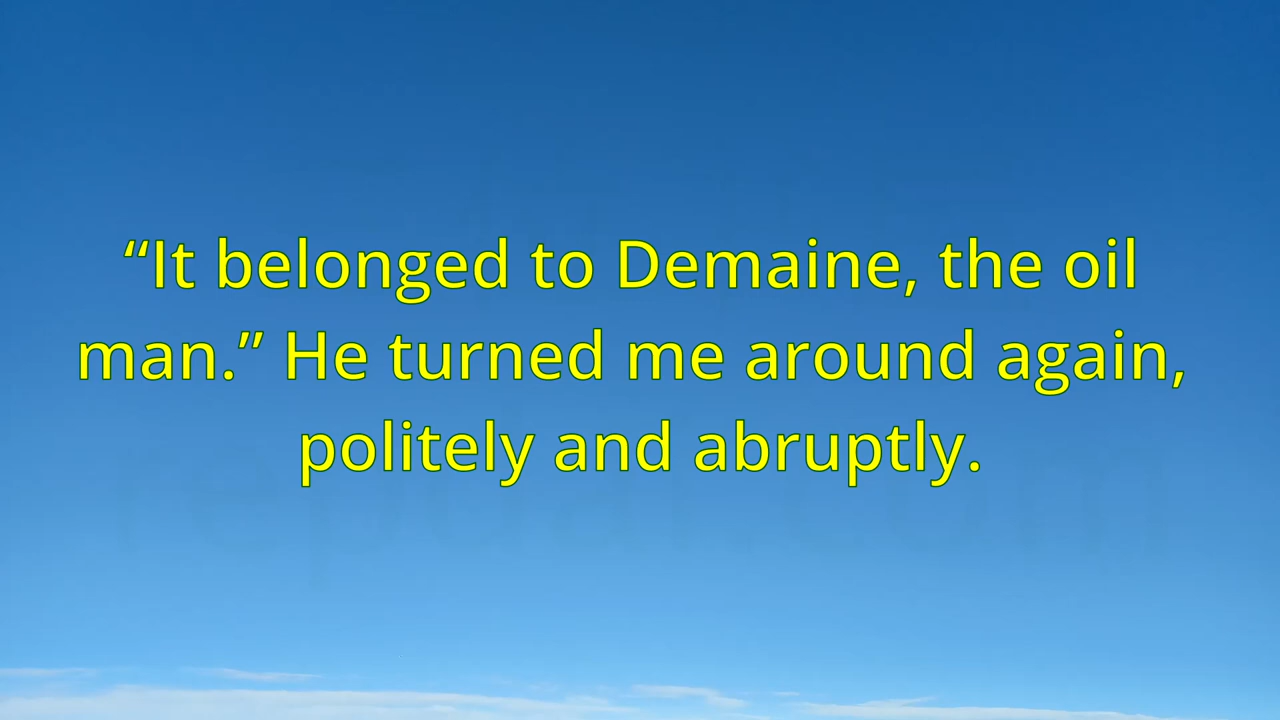 “It belonged to Demaine, the oil
man.” He turned me around again,
politely and abruptly.